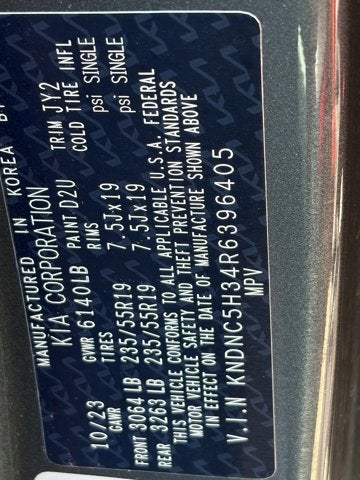 MANUFACTURED IN KOREA BY
KIA CORPORATION
GVWR 6140LB PAINT D2U TRIM JY2
10/23 GAWR TIRES RIMS COLD TIRE INFL
FRONT 3064 LB 235/55R19 7.5Jx19 psi SINGLE
REAR 3263 LB 235/55R19 7.5Jx19 psi SINGLE
THIS VEHICLE CONFORMS TO ALL APPLICABLE U.S.A. FEDERAL
MOTOR VEHICLE SAFETY AND THEFT PREVENTION STANDARDS
IN EFFECT ON THE DATE OF MANUFACTURE SHOWN ABOVE
V.I.N KNDNC5H34R6396405
MPV